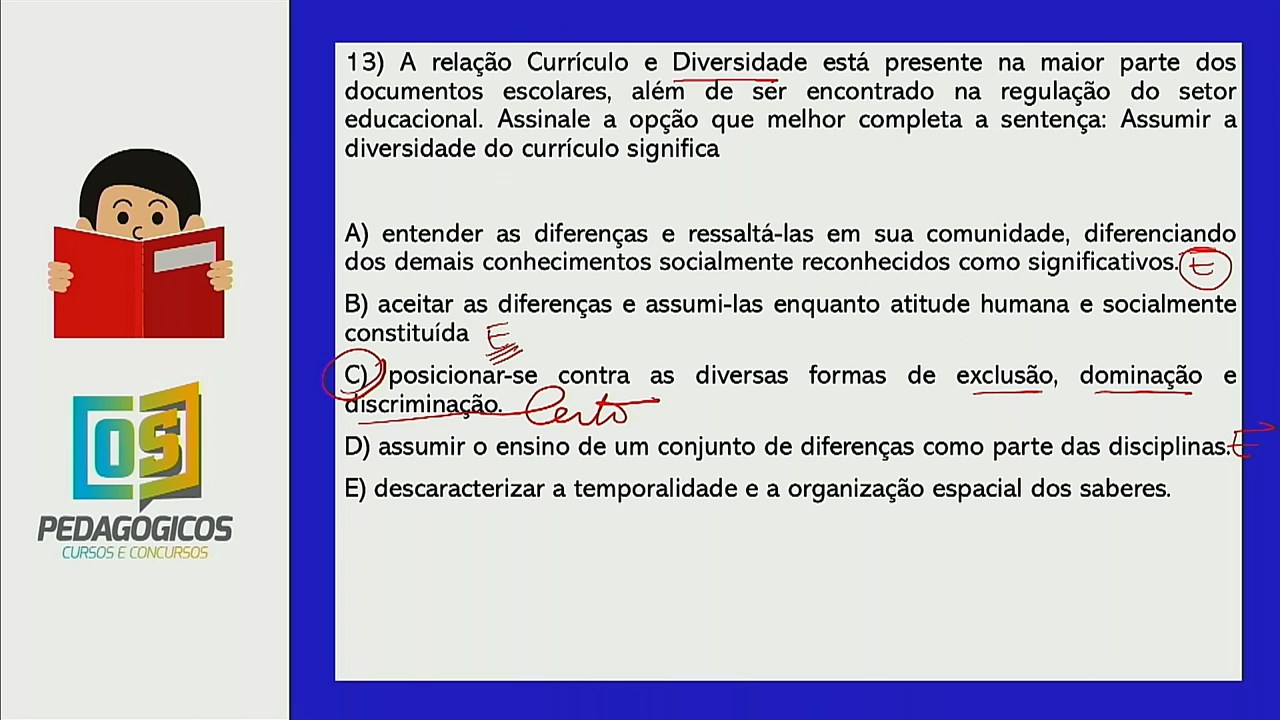 13) A relação Currículo e Diversidade está presente na maior parte dos
documentos escolares, além de ser encontrado na regulação do setor
educacional. Assinale a opção que melhor completa a sentença: Assumir a
diversidade do currículo significa
A) entender as diferenças e ressaltá-las em sua comunidade, diferenciando
dos demais conhecimentos socialmente reconhecidos como significativos. E
B) aceitar as diferenças e assumi-las enquanto atitude humana e socialmente
constituída E
C) posicionar-se contra as diversas formas de exclusão, dominação e
discriminação. Certo
D) assumir o ensino de um conjunto de diferenças como parte das disciplinas. E
E) descaracterizar a temporalidade e a organização espacial dos saberes.
OS
PEDAGÓGICOS
CURSOS E CONCURSOS